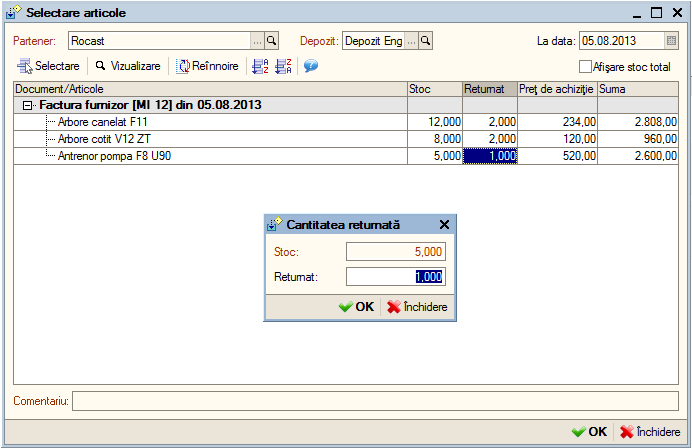 Selectare articole
Partener: Rocast ... Depozit: Depozit Eng ... La data: 05.08.2013
Selectare Vizualizare Reînnoire Afişare stoc total
Document/Articole Stoc Returnat Preţ de achiziţie Suma
Factura furnizor [MI 12] din 05.08.2013
Arbore canelat F11 12,000 2,000 234,00 2.808,00
Arbore cotit V12 ZT 8,000 2,000 120,00 960,00
Antrenor pompa F8 U90 5,000 1,000 520,00 2.600,00
Cantitatea returnată
Stoc: 5,000
Returnat: 1,000
OK Închidere
Comentariu:
OK Închidere